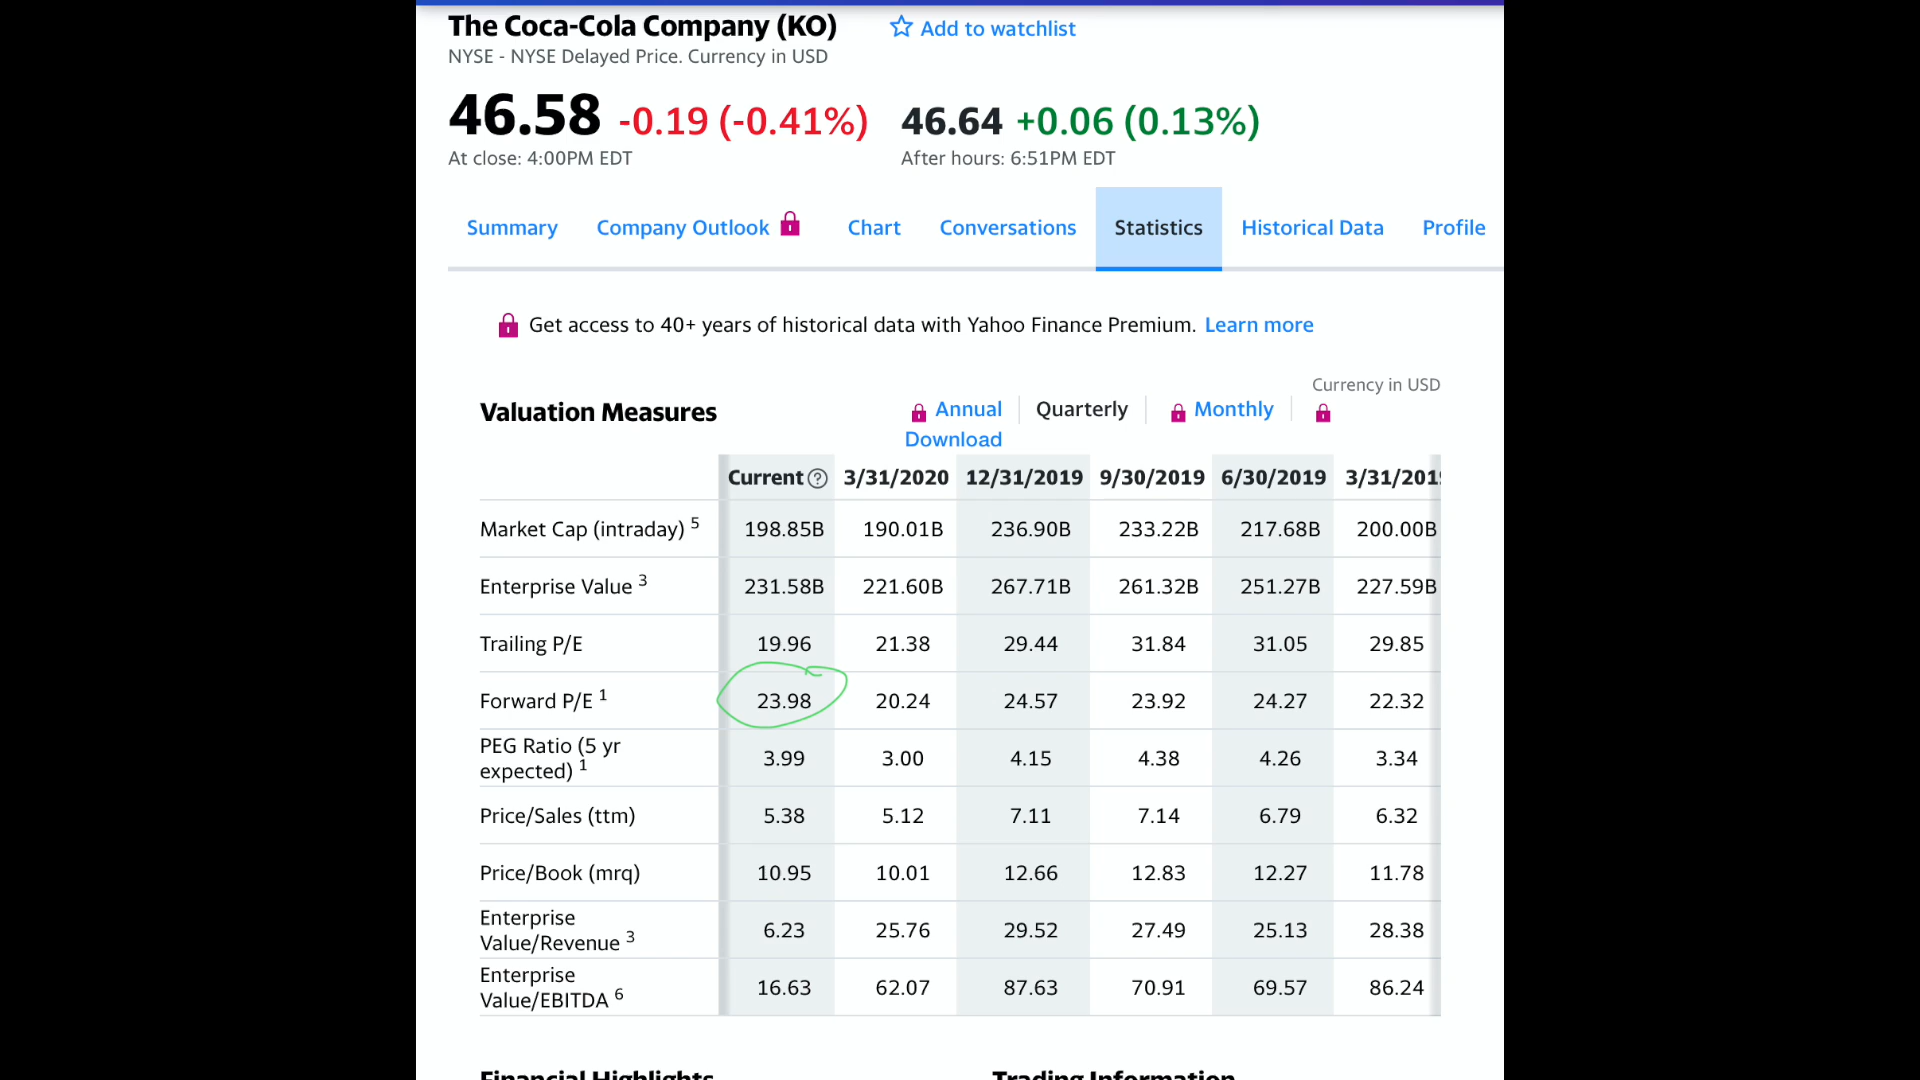 The Coca-Cola Company (KO) Add to watchlist
NYSE - NYSE Delayed Price. Currency in USD
46.58 -0.19 (-0.41%) 46.64 +0.06 (0.13%)
At close: 4:00PM EDT After hours: 6:51PM EDT
Summary Company Outlook Chart Conversations Statistics Historical Data Profile
Get access to 40+ years of historical data with Yahoo Finance Premium. Learn more
Currency in USD
Valuation Measures Annual Quarterly Monthly
Download
Current ? 3/31/2020 12/31/2019 9/30/2019 6/30/2019 3/31/201
Market Cap (intraday) 5 198.85B 190.01B 236.90B 233.22B 217.68B 200.00B
Enterprise Value 3 231.58B 221.60B 267.71B 261.32B 251.27B 227.59B
Trailing P/E 19.96 21.38 29.44 31.84 31.05 29.85
Forward P/E 1 23.98 20.24 24.57 23.92 24.27 22.32
PEG Ratio (5 yr
expected) 1 3.99 3.00 4.15 4.38 4.26 3.34
Price/Sales (ttm) 5.38 5.12 7.11 7.14 6.79 6.32
Price/Book (mrq) 10.95 10.01 12.66 12.83 12.27 11.78
Enterprise
Value/Revenue 3 6.23 25.76 29.52 27.49 25.13 28.38
Enterprise
Value/EBITDA 6 16.63 62.07 87.63 70.91 69.57 86.24
Financial Highlights Trading Information